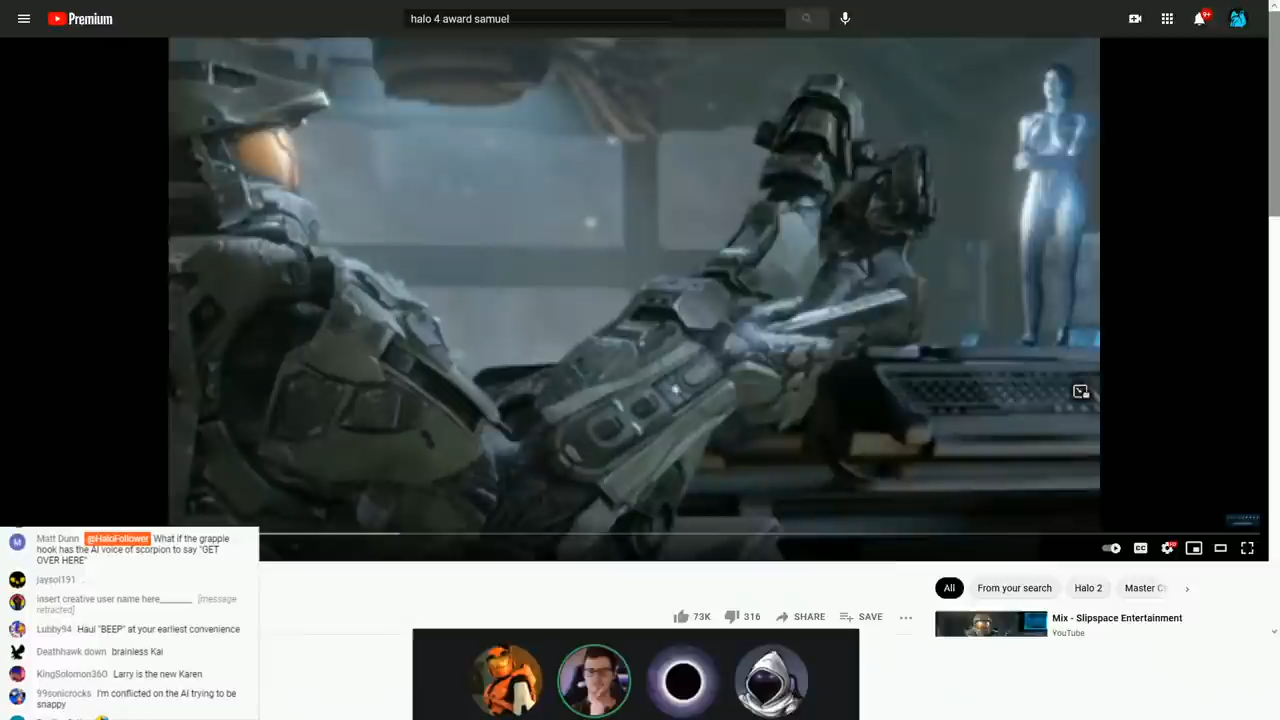 Premium
halo 4 award samuel
9+
CC
Matt Dunn @HaloFollower What if the grapple
hook has the AI voice of scorpion to say "GET
OVER HERE"
jaysol191
insert creative user name here_______ [message
retracted]
Lubby94 Haul "BEEP" at your earliest convenience
Deathhawk down brainless Kai
KingSolomon360 Larry is the new Karen
99sonicrocks I'm conflicted on the AI trying to be
snappy
73K
316
SHARE
SAVE
All
From your search
Halo 2
Master C
Mix - Slipspace Entertainment
YouTube